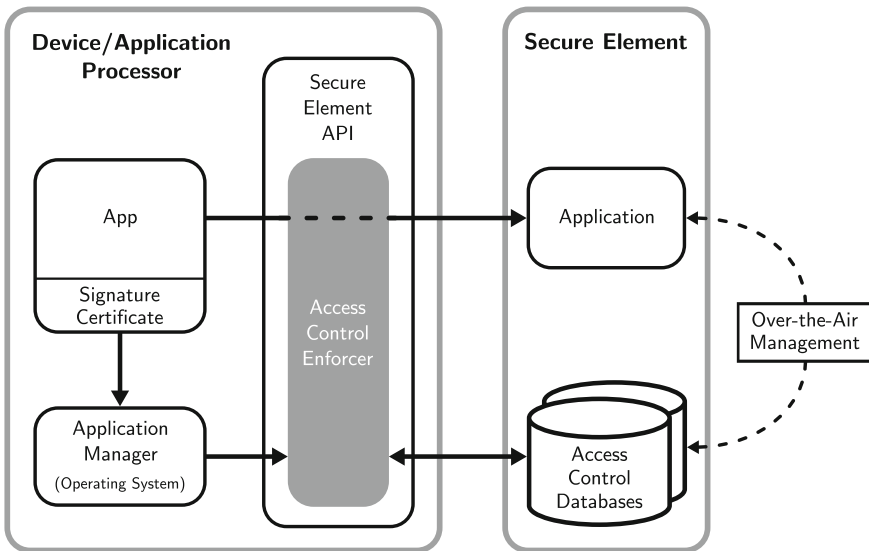 Device/Application
Processor
Secure Element
Secure
Element
API
App
Signature
Certificate
Access
Control
Enforcer
Application
Over-the-Air
Management
Application
Manager
(Operating System)
Access
Control
Databases